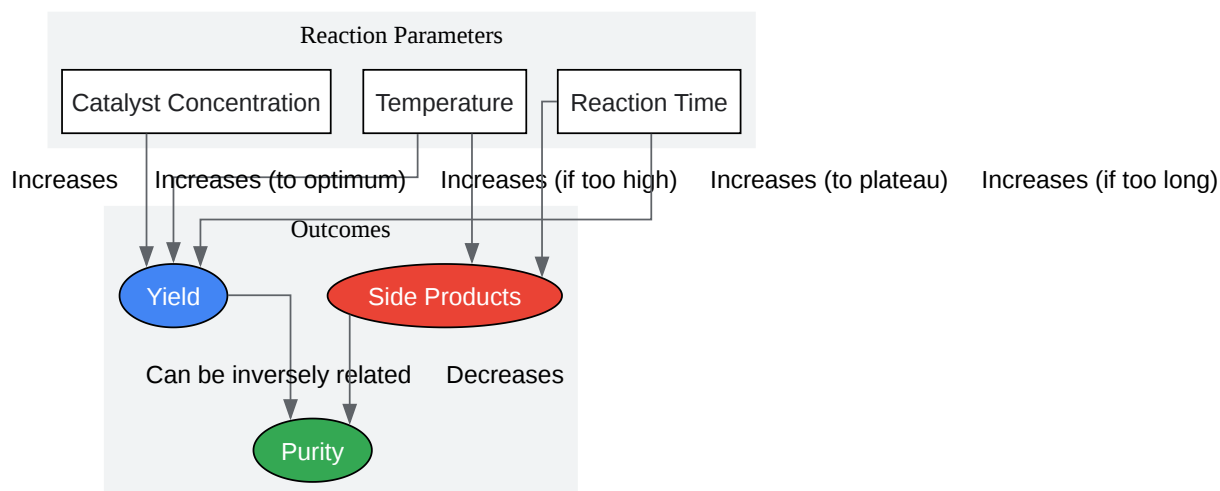 Reaction Parameters
Catalyst Concentration
Temperature
Reaction Time
Increases
Increases (to optimum)
Increases (if too high)
Increases (to plateau)
Increases (if too long)
Outcomes
Yield
Side Products
Can be inversely related
Decreases
Purity